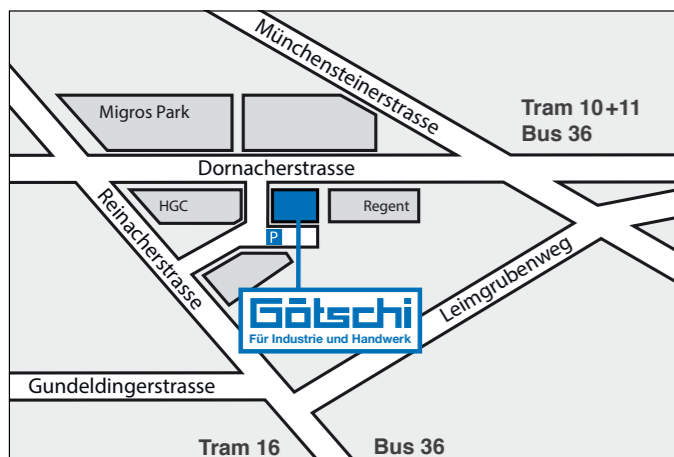 Münchensteinerstrasse
Migros Park
Tram 10+11
Bus 36
Dornacherstrasse
HGC
Regent
Reinacherstrasse
P
Leimgrubenweg
Götschi
Für Industrie und Handwerk
Gundeldingerstrasse
Tram 16
Bus 36